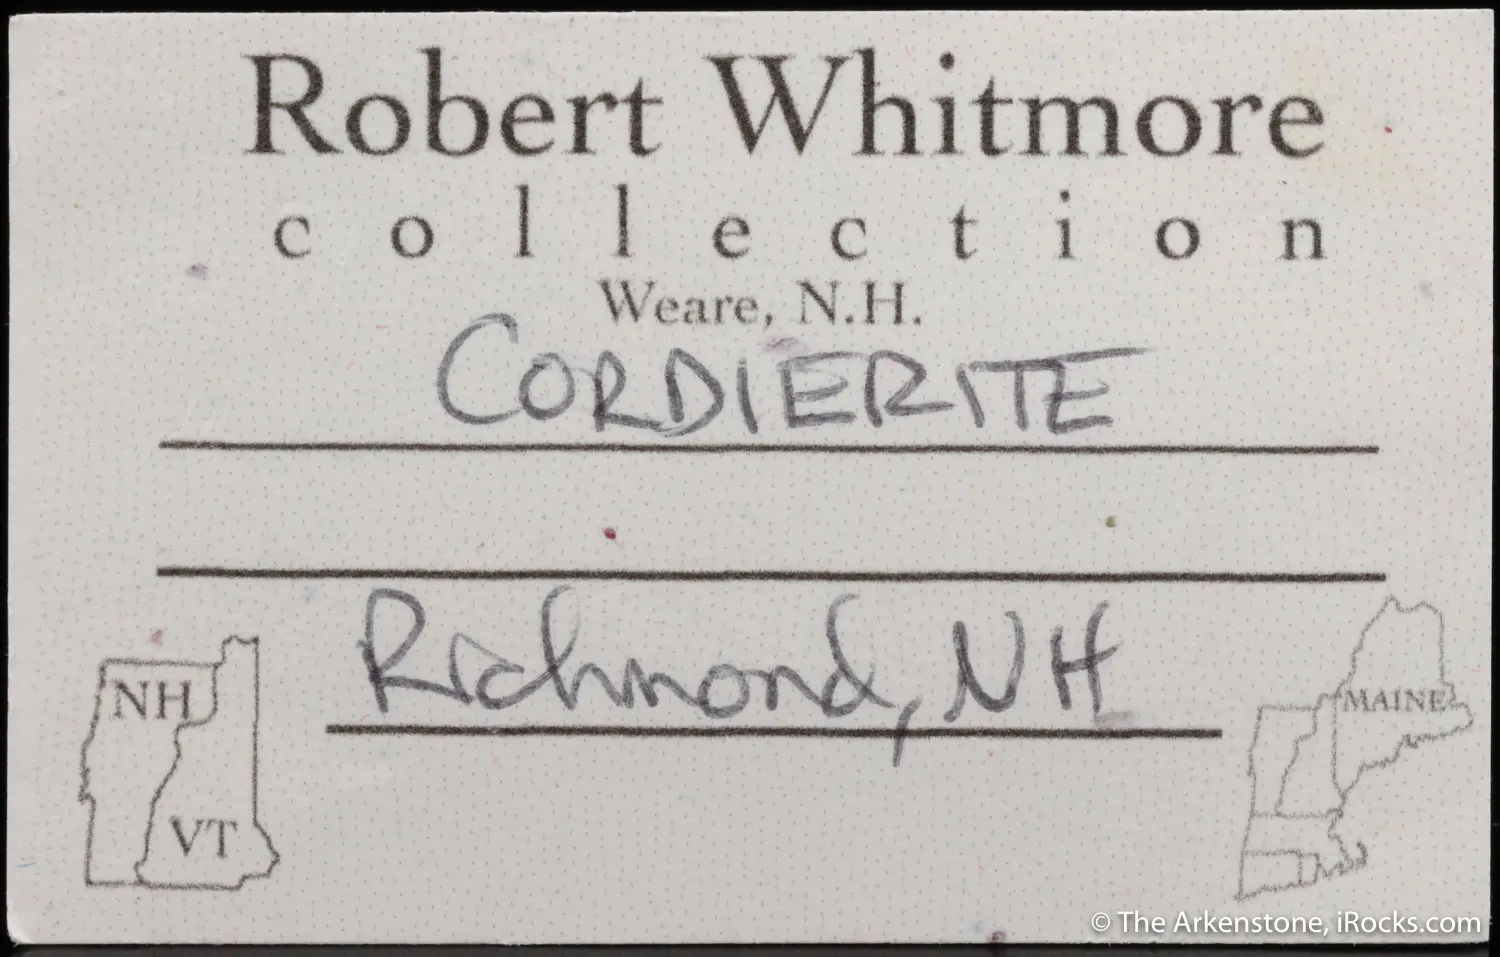 Robert Whitmore
collection
Weare, N.H.
CORDIERITE
Richmond, NH
NH
VT
MAINE
© The Arkenstone, iRocks.com